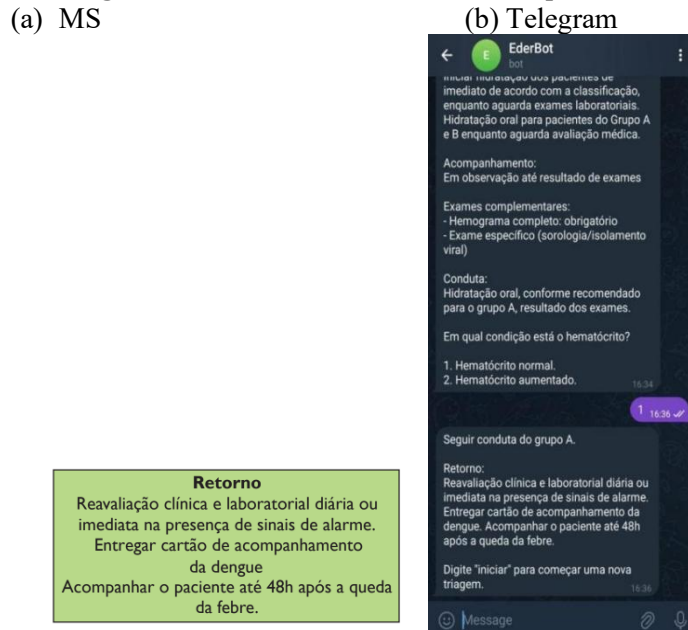 (a) MS
(b) Telegram
Retorno
Reavaliação clínica e laboratorial diária ou
imediata na presença de sinais de alarme.
Entregar cartão de acompanhamento
da dengue
Acompanhar o paciente até 48h após a queda
da febre.
E
EderBot
bot
Iniciar hidratação dos pacientes de
imediato de acordo com a classificação,
enquanto aguarda exames laboratoriais.
Hidratação oral para pacientes do Grupo A
e B enquanto aguarda avaliação médica.
Acompanhamento:
Em observação até resultado de exames
Exames complementares:
- Hemograma completo: obrigatório
- Exame específico (sorologia/isolamento
viral)
Conduta:
Hidratação oral, conforme recomendado
para o grupo A, resultado dos exames.
Em qual condição está o hematócrito?
1. Hematócrito normal.
2. Hematócrito aumentado.
16:34
1 16:36
Seguir conduta do grupo A.
Retorno:
Reavaliação clínica e laboratorial diária ou
imediata na presença de sinais de alarme.
Entregar cartão de acompanhamento da
dengue. Acompanhar o paciente até 48h
após a queda da febre.
Digite "iniciar" para começar uma nova
triagem.
16:36
Message